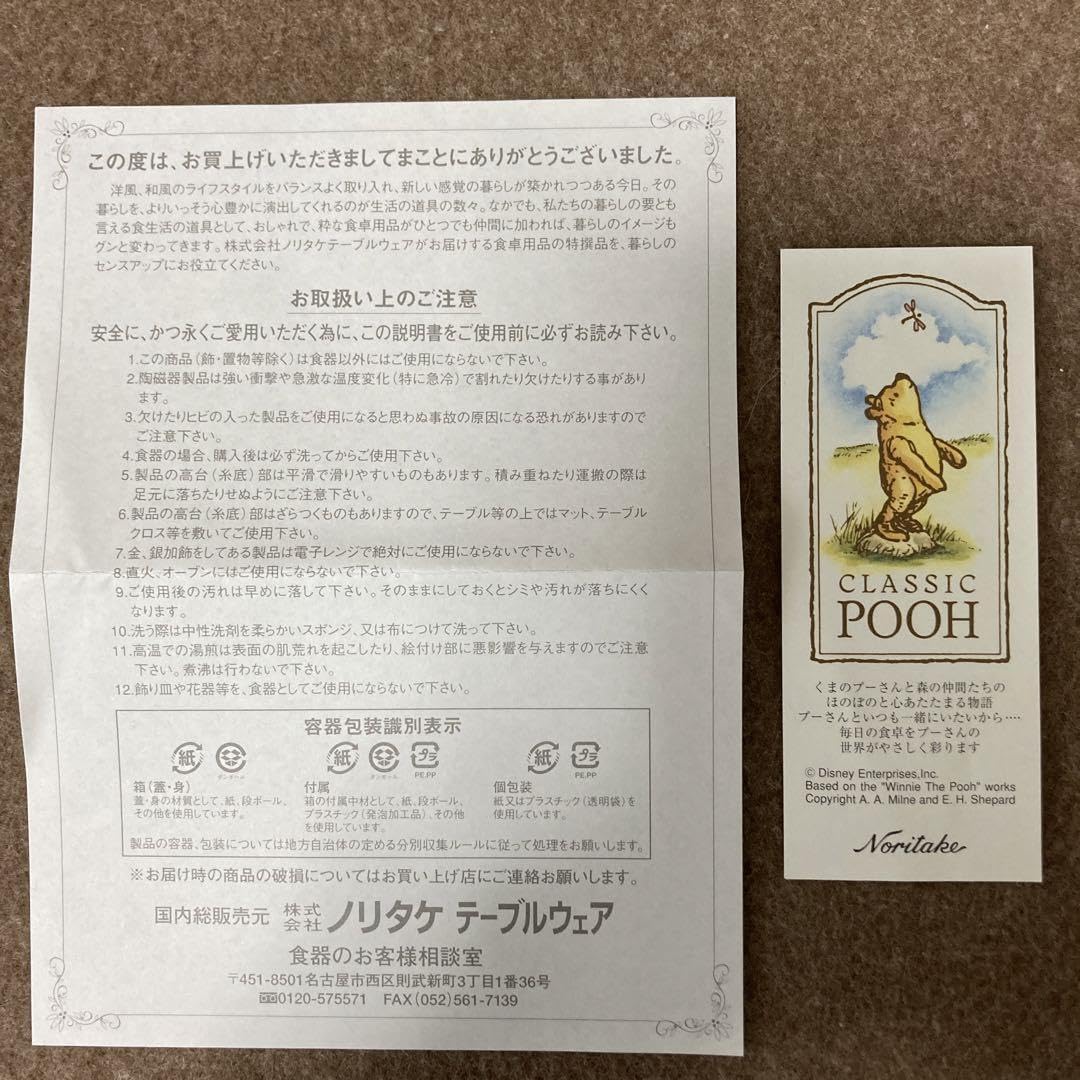 この度は、お買上げいただきましてまことにありがとうございました。
洋風、和風のライフスタイルをバランスよく取り入れ、新しい感覚の暮らしが築かれつつある今日。その
暮らしを、よりいっそう心豊かに演出してくれるのが生活の道具の数々。なかでも、私たちの暮らしの要とも
言える食生活の道具として、おしゃれで、粋な食卓用品がひとつでも仲間に加われば、暮らしのイメージも
グンと変わってきます。株式会社ノリタケテーブルウェアがお届けする食卓用品の特撰品を、暮らしの
センスアップにお役立てください。
お取扱い上のご注意
安全に、かつ永くご愛用いただく為に、この説明書をご使用前に必ずお読み下さい。
1.この商品(飾・置物等除く)は食器以外にはご使用にならないで下さい。
2.陶磁器製品は強い衝撃や急激な温度変化(特に急冷)で割れたり欠けたりする事があり
ます。
3.欠けたりヒビの入った製品をご使用になると思わぬ事故の原因になる恐れがありますので
ご注意下さい。
4.食器の場合、購入後は必ず洗ってからご使用下さい。
5.製品の高台(糸底)部は平滑で滑りやすいものもあります。積み重ねたり運搬の際は
足元に落ちたりせぬようにご注意下さい。
6.製品の高台(糸底)部はざらつくものもありますので、テーブル等の上ではマット、テーブル
クロス等を敷いてご使用下さい。
7.金、銀加飾をしてある製品は電子レンジで絶対にご使用にならないで下さい。
8.直火、オーブンにはご使用にならないで下さい。
9.ご使用後の汚れは早めに落して下さい。そのままにしておくとシミや汚れが落ちにくく
なります。
10.洗う際は中性洗剤を柔らかいスポンジ、又は布につけて洗って下さい。
11.高温での湯煎は表面の肌荒れを起こしたり、絵付け部に悪影響を与えますのでご注意
下さい。煮沸は行わないで下さい。
12.飾り皿や花器等を、食器としてご使用にならないで下さい。
容器包装識別表示
紙 ダンボール 紙 ダンボール プラ PE.PP 紙 プラ PE.PP
箱(蓋・身)
蓋・身の材質として、紙、段ボール、
その他を使用しています。
付属
箱の付属中材として、紙、段ボール、
プラスチック(発泡加工品)、その他
を使用しています。
個包装
紙又はプラスチック(透明袋)を
使用しています。
製品の容器、包装については地方自治体の定める分別収集ルールに従って処理をお願いします。
※お届け時の商品の破損についてはお買い上げ店にご連絡お願いします。
国内総販売元 株式会社 ノリタケ テーブルウェア
食器のお客様相談室
〒451-8501名古屋市西区則武新町3丁目1番36号
0120-575571 FAX(052)561-7139
CLASSIC
POOH
くまのプーさんと森の仲間たちの
ほのぼのと心あたたまる物語
プーさんといつも一緒にいたいから‥‥
毎日の食卓をプーさんの
世界がやさしく彩ります
© Disney Enterprises,Inc.
Based on the "Winnie The Pooh" works
Copyright A. A. Milne and E. H. Shepard
Noritake